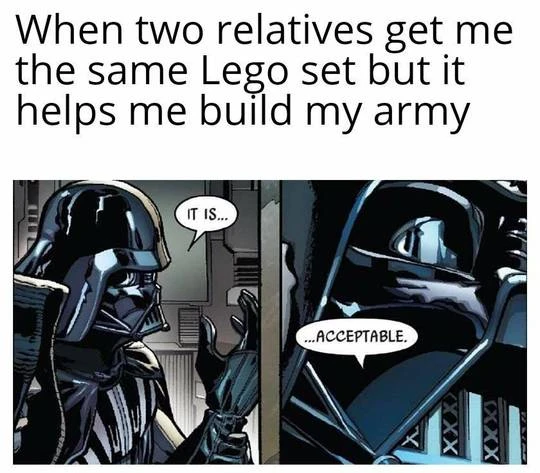 When two relatives get me
the same Lego set but it
helps me build my army
IT IS...
...ACCEPTABLE.